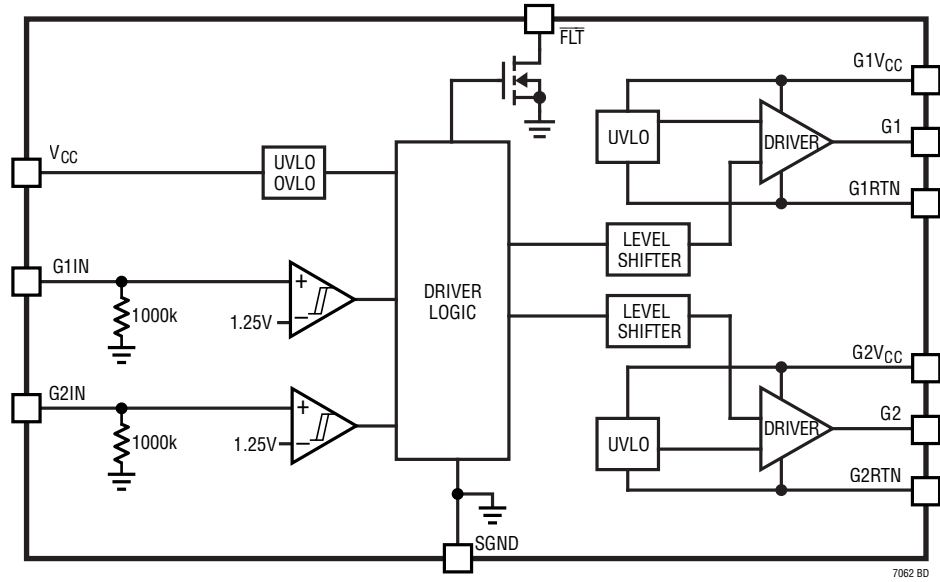 FLT
G1VCC
UVLO
DRIVER
G1
G1RTN
VCC
UVLO
OVLO
LEVEL
SHIFTER
G1IN
1000k
1.25V
DRIVER
LOGIC
LEVEL
SHIFTER
G2VCC
G2IN
1000k
1.25V
UVLO
DRIVER
G2
G2RTN
SGND
7062 BD